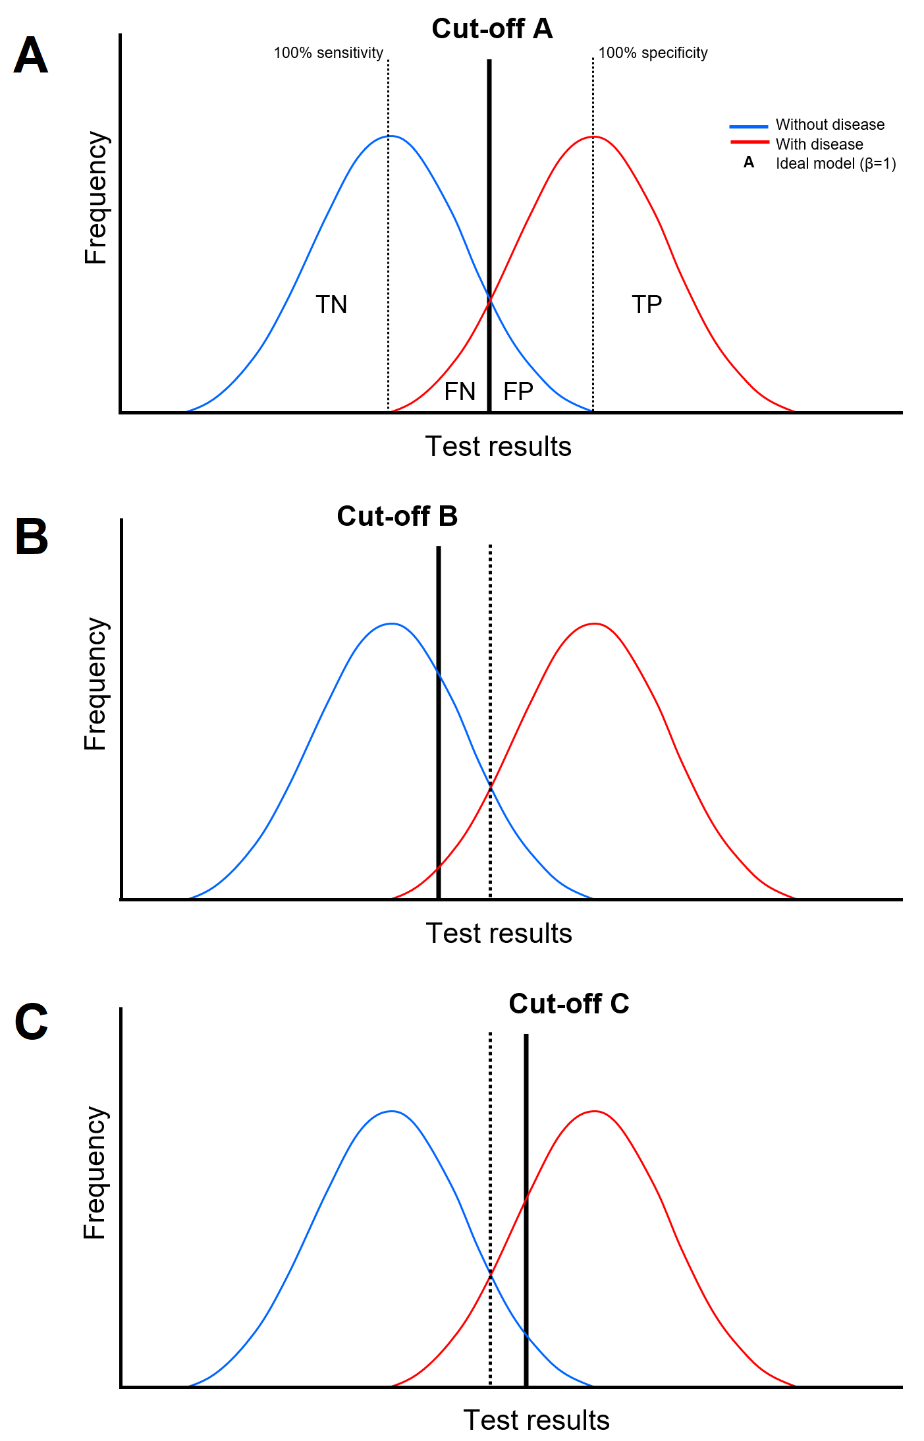 A
Cut-off A
100% sensitivity
100% specificity
Without disease
With disease
A Ideal model (β=1)
Frequency
TN
TP
FN
FP
Test results
B
Cut-off B
Frequency
Test results
C
Cut-off C
Frequency
Test results